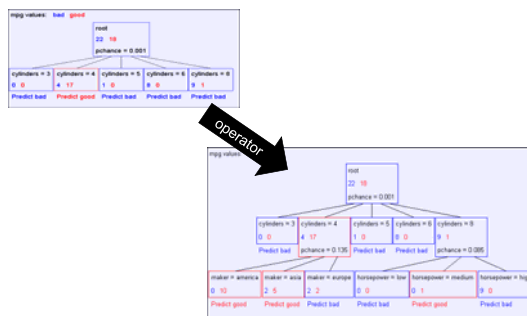 mpg values: bad good
root
22 18
pchance = 0.001
cylinders = 3 cylinders = 4 cylinders = 5 cylinders = 6 cylinders = 8
0 0 4 17 1 0 8 0 9 1
Predict bad Predict good Predict bad Predict bad Predict bad
operator
mpg values:
root
22 18
pchance = 0.001
cylinders = 3 cylinders = 4 cylinders = 5 cylinders = 6 cylinders = 8
0 0 4 17 1 0 8 0 9 1
Predict bad pchance = 0.135 Predict bad Predict bad pchance = 0.085
maker = america maker = asia maker = europe horsepower = low horsepower = medium horsepower = hig
0 10 2 5 2 2 0 0 0 1 9 0
Predict good Predict good Predict bad Predict bad Predict good Predict bad